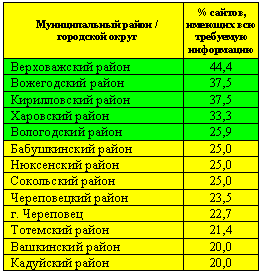 Муниципальный район /
городской округ
% сайтов,
имеющих всю
требуемую
информацию
Верховажский район 44,4
Вожегодский район 37,5
Кирилловский район 37,5
Харовский район 33,3
Вологодский район 25,9
Бабушкинский район 25,0
Нюксенский район 25,0
Сокольский район 25,0
Череповецкий район 23,5
г. Череповец 22,7
Тотемский район 21,4
Вашкинский район 20,0
Кадуйский район 20,0